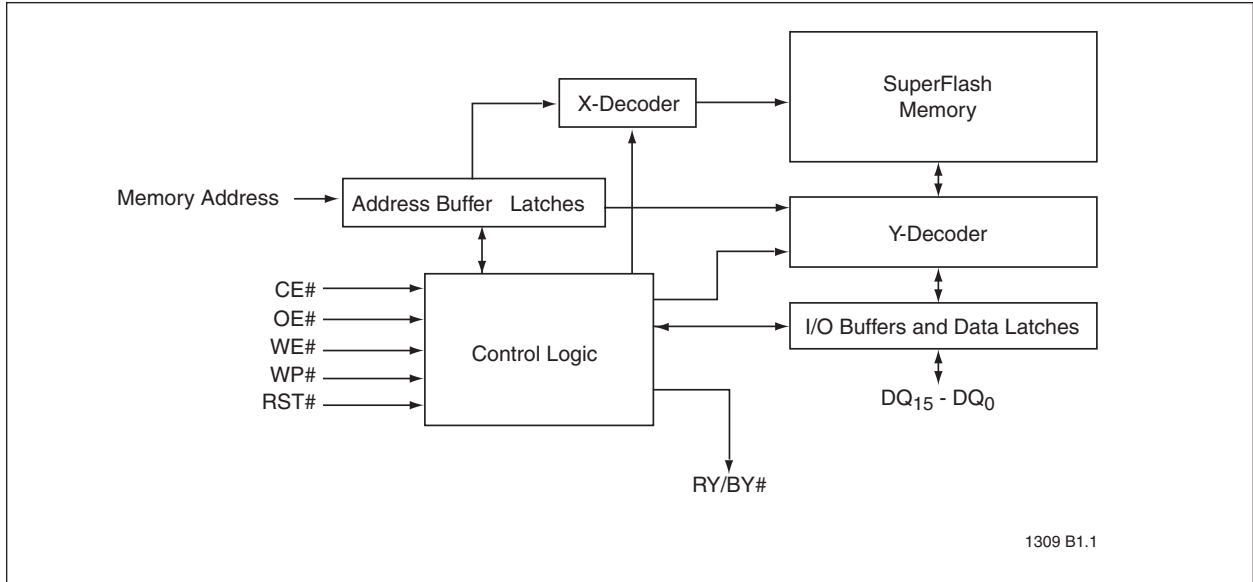 SuperFlash
Memory
X-Decoder
Memory Address
Address Buffer Latches
Y-Decoder
CE#
OE#
WE#
WP#
RST#
Control Logic
I/O Buffers and Data Latches
DQ15 - DQ0
RY/BY#
1309 B1.1